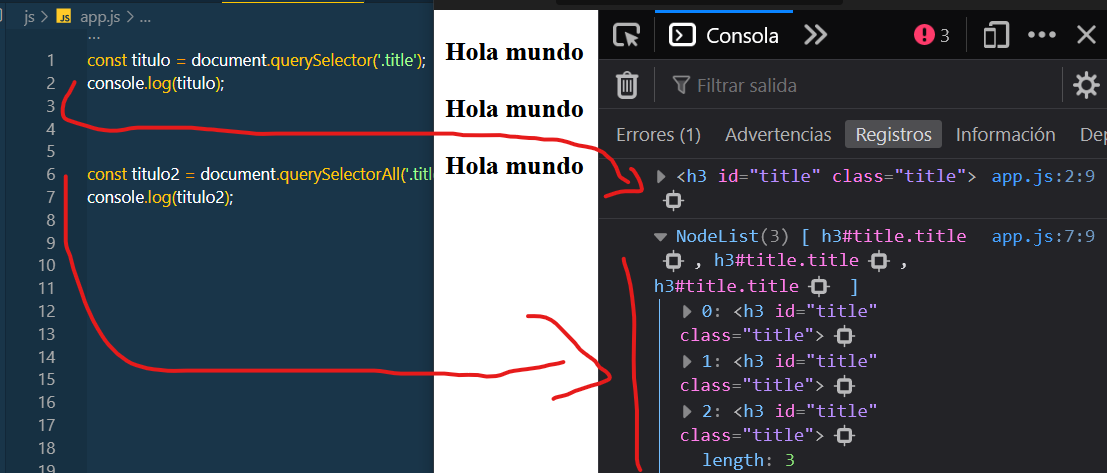 js > JS app.js > ...
...
1 const titulo = document.querySelector('.title');
2 console.log(titulo);
3
4
5
6 const titulo2 = document.querySelectorAll('.titl
7 console.log(titulo2);
8
9
10
11
12
13
14
15
16
17
18
19
Hola mundo
Hola mundo
Hola mundo
Consola 3
Filtrar salida
Errores (1) Advertencias Registros Información De
<h3 id="title" class="title"> app.js:2:9
NodeList(3) [ h3#title.title app.js:7:9
, h3#title.title ,
h3#title.title ]
0: <h3 id="title"
class="title">
1: <h3 id="title"
class="title">
2: <h3 id="title"
class="title">
length: 3